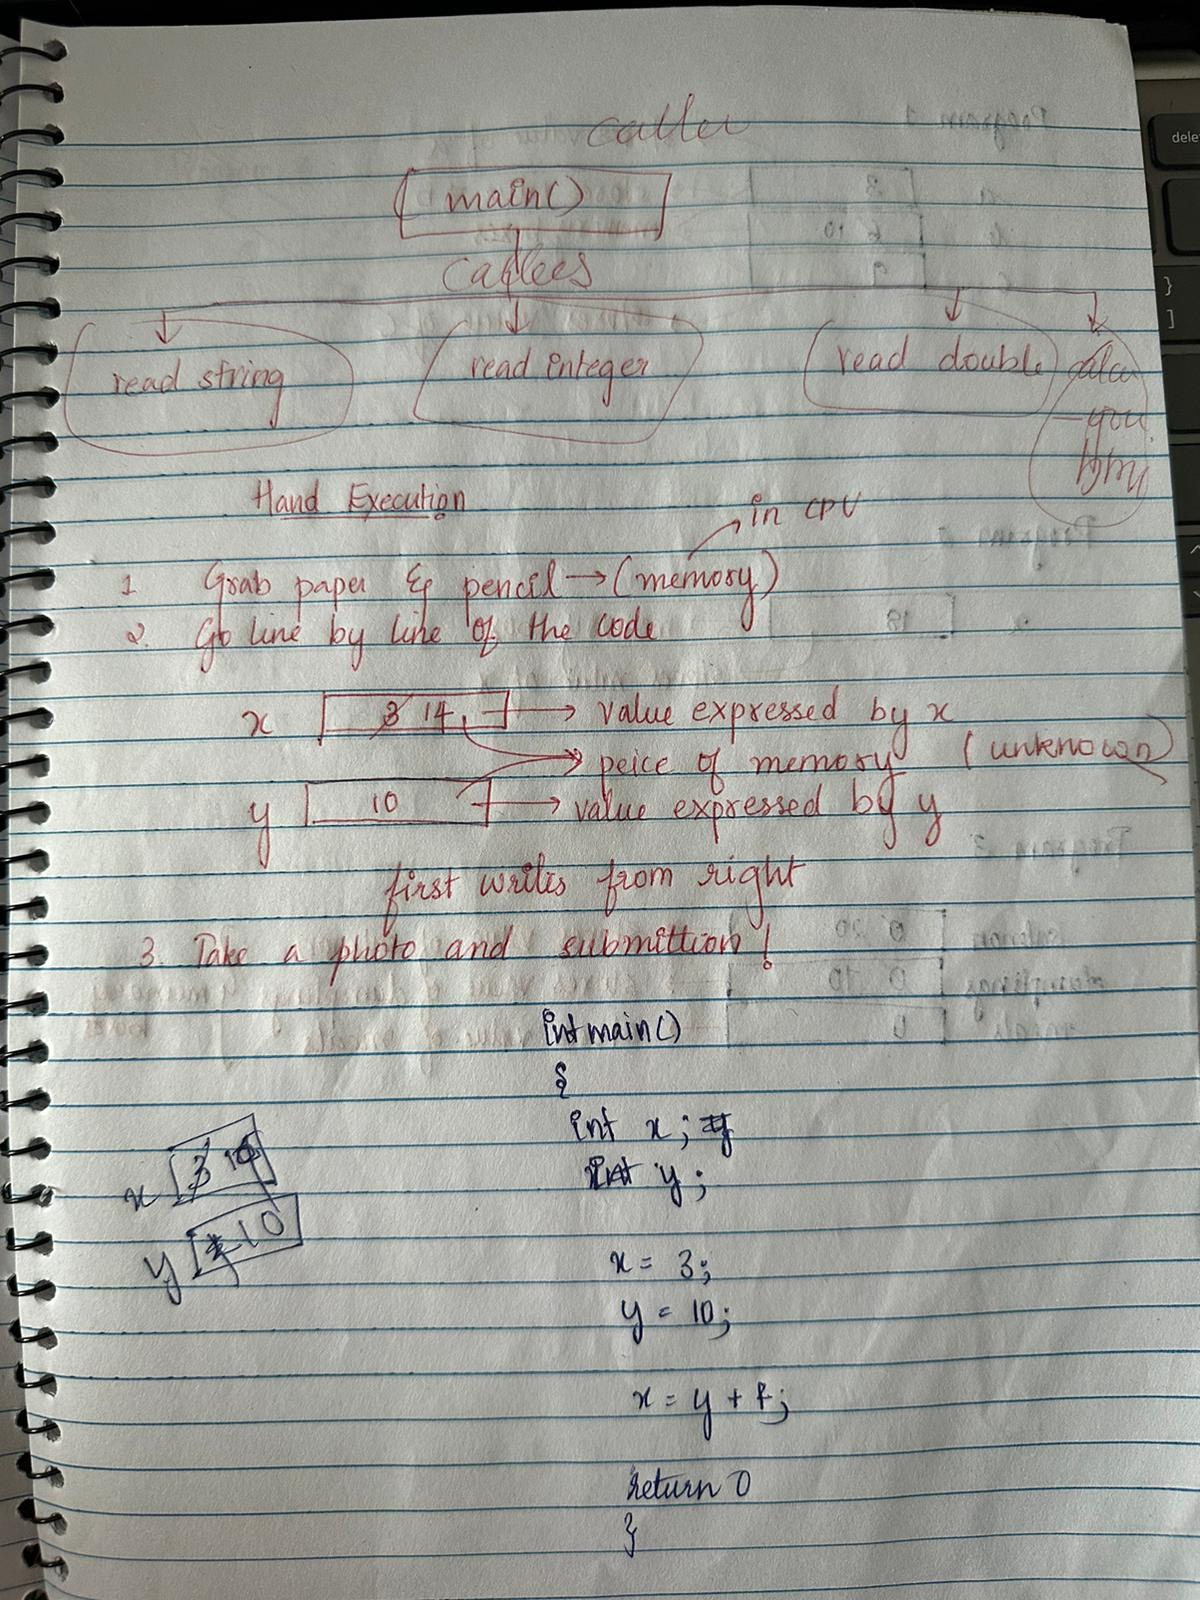 caller
main()
callees
read string read integer read double
you
Hand Execution
in CPU
1 Grab paper & pencil → (memory)
2. Go line by line of the code
x 3 14 → value expressed by x
peice of memory (unknown)
y 10 → value expressed by y
first writes from right
3. Take a photo and submittion!
int main()
{
int x;
int y;
x 3 14
y 10
x = 3;
y = 10;
x = y + ;
return 0
}